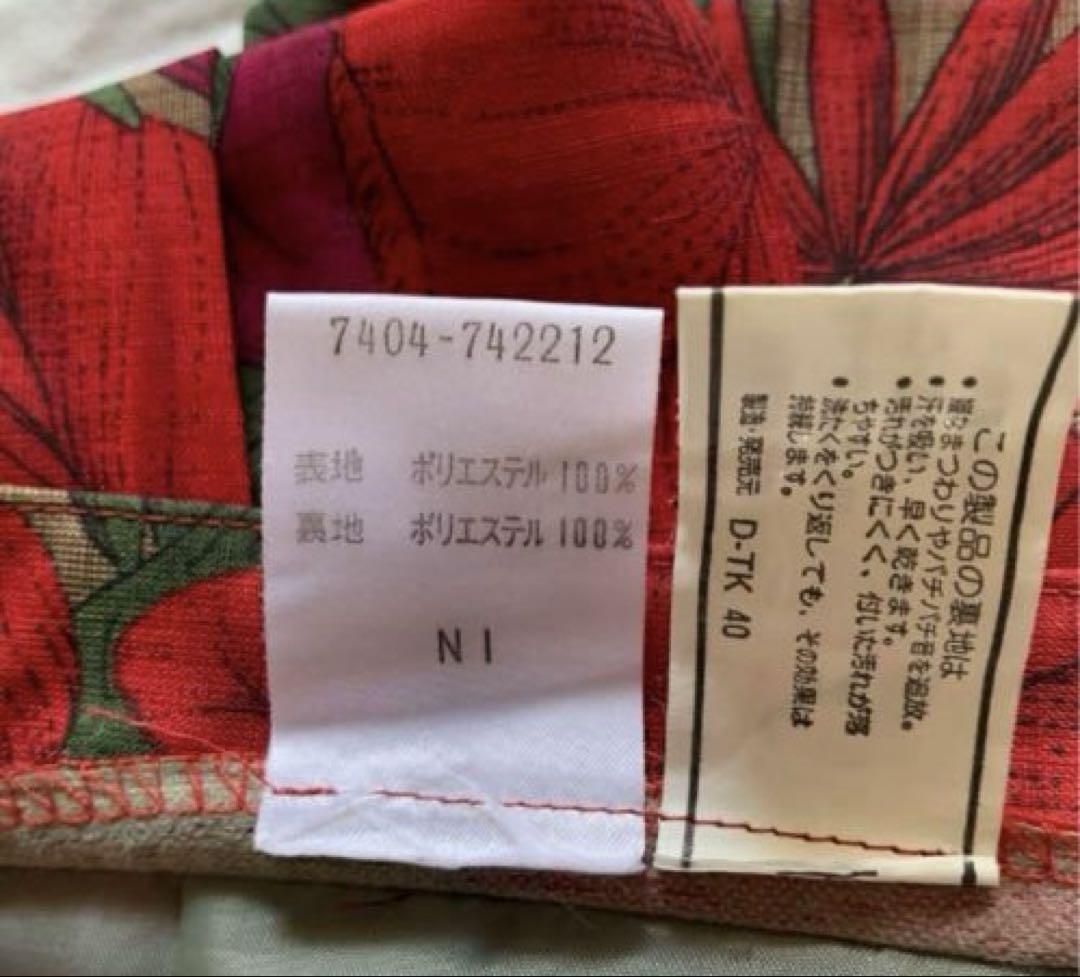 7404-742212
表地 ポリエステル 100%
裏地 ポリエステル 100%
N I
この製品の裏地は
• 嫌なまつわりやパチパチ音を追放。
• 汗を吸い、早く乾きます。
• 汚れがつきにくく、付いた汚れが落
ちやすい。
• 洗たくをくり返しても、その効果は
持続します。
製造・発売元 D-TK 40